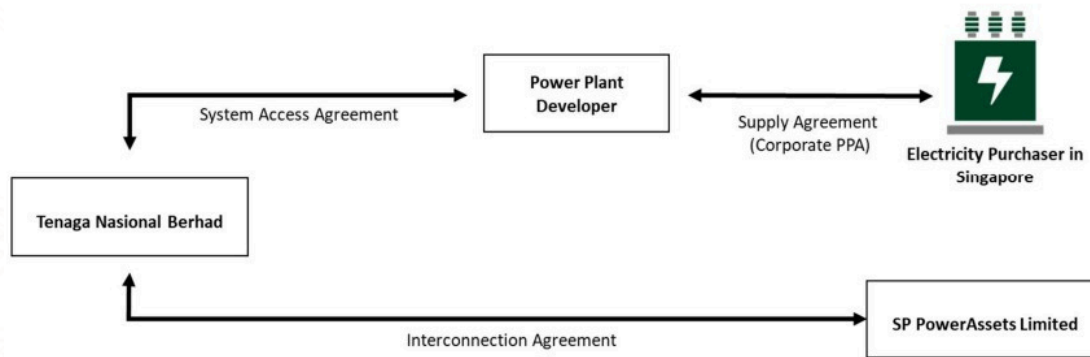 Power Plant
Developer
System Access Agreement
Supply Agreement
(Corporate PPA)
Electricity Purchaser in
Singapore
Tenaga Nasional Berhad
SP PowerAssets Limited
Interconnection Agreement